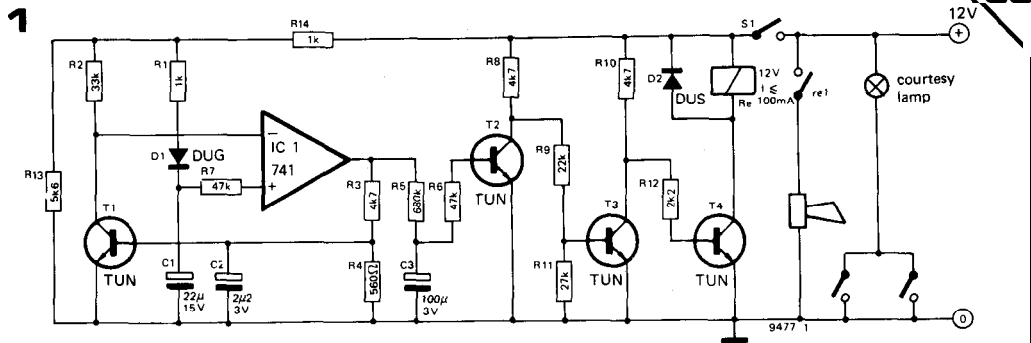 1
R14
1k
S1
12V
+
R2
33k
R1
1k
R8
4k7
R10
4k7
D2
DUS
12V
I ≤
Re 100mA
re1
courtesy
lamp
D1
DUG
IC 1
741
−
+
R7
47k
R13
5k6
T1
TUN
C1
22µ
15V
C2
2µ2
3V
R3
4k7
R4
560Ω
R5
680k
R6
47k
C3
100µ
3V
T2
TUN
R9
22k
R11
27k
T3
TUN
R12
2k2
T4
TUN
9477 1
0